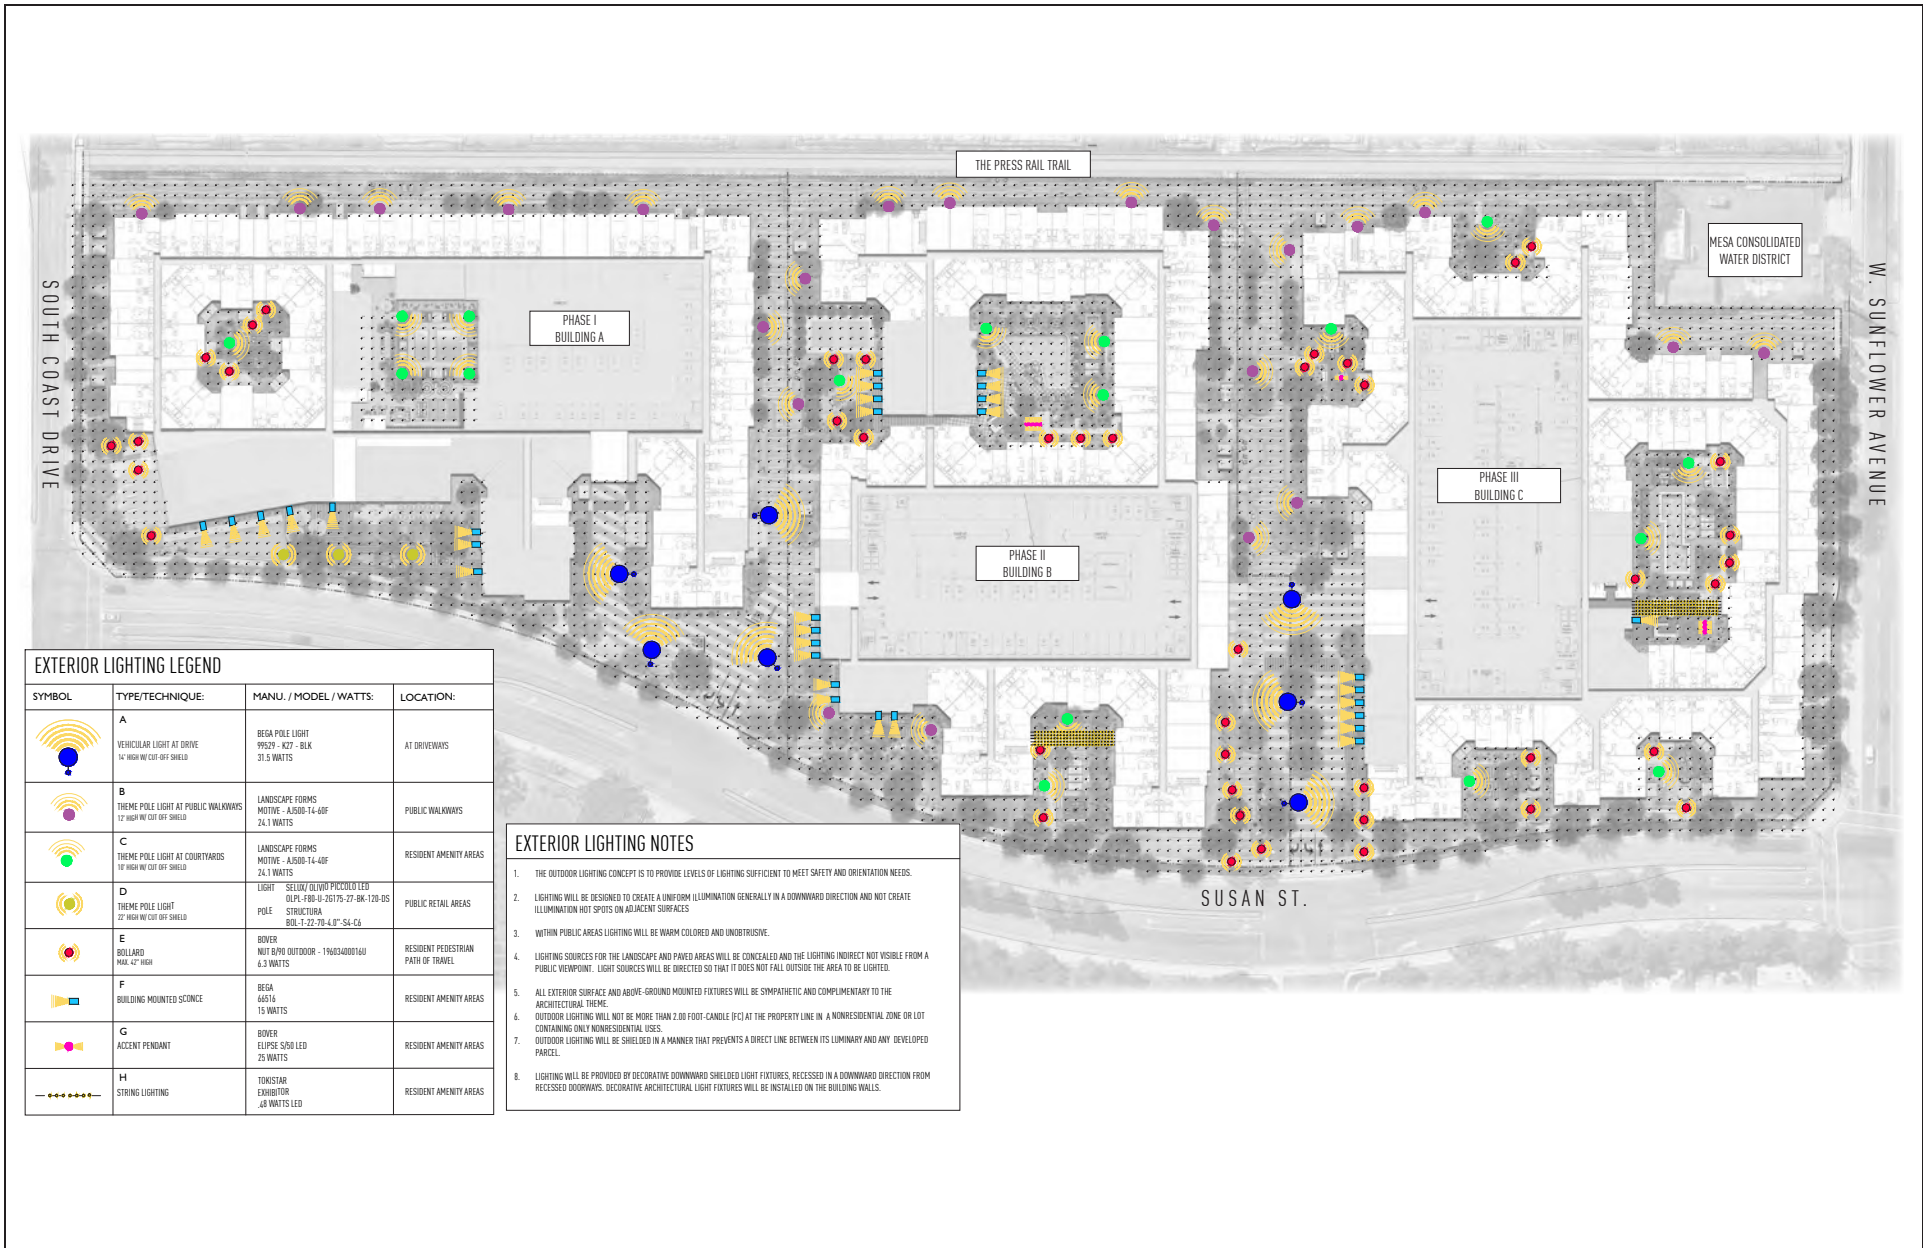 THE PRESS RAIL TRAIL
MESA CONSOLIDATED
WATER DISTRICT
SOUTH COAST DRIVE
W. SUNFLOWER AVENUE
PHASE I
BUILDING A
PHASE III
BUILDING C
PHASE II
BUILDING B
SUSAN ST.
EXTERIOR LIGHTING LEGEND
SYMBOL TYPE/TECHNIQUE: MANU. / MODEL / WATTS: LOCATION:
A
VEHICULAR LIGHT AT DRIVE
14' HIGH W/ CUT-OFF SHIELD
BEGA POLE LIGHT
99529 - K27 - BLK
31.5 WATTS
AT DRIVEWAYS
B
THEME POLE LIGHT AT PUBLIC WALKWAYS
12' HIGH W/ CUT OFF SHIELD
LANDSCAPE FORMS
MOTIVE - AJ500-T4-60F
24.1 WATTS
PUBLIC WALKWAYS
C
THEME POLE LIGHT AT COURTYARDS
10' HIGH W/ CUT OFF SHIELD
LANDSCAPE FORMS
MOTIVE - AJ500-T4-40F
24.1 WATTS
RESIDENT AMENITY AREAS
D
THEME POLE LIGHT
22' HIGH W/ CUT OFF SHIELD
LIGHT SELUX/ OLIVIO PICCOLO LED
OLPL-F80-U-2G175-27-BK-120-DS
POLE STRUCTURA
BOL-T-22-70-4.0"-S4-C6
PUBLIC RETAIL AREAS
E
BOLLARD
MAX. 42" HIGH
BOVER
NUT B/90 OUTDOOR - 19603400016U
6.3 WATTS
RESIDENT PEDESTRIAN
PATH OF TRAVEL
F
BUILDING MOUNTED SCONCE
BEGA
66516
15 WATTS
RESIDENT AMENITY AREAS
G
ACCENT PENDANT
BOVER
ELIPSE S/50 LED
25 WATTS
RESIDENT AMENITY AREAS
H
STRING LIGHTING
TOKISTAR
EXHIBITOR
.48 WATTS LED
RESIDENT AMENITY AREAS
EXTERIOR LIGHTING NOTES
1. THE OUTDOOR LIGHTING CONCEPT IS TO PROVIDE LEVELS OF LIGHTING SUFFICIENT TO MEET SAFETY AND ORIENTATION NEEDS.
2. LIGHTING WILL BE DESIGNED TO CREATE A UNIFORM ILLUMINATION GENERALLY IN A DOWNWARD DIRECTION AND NOT CREATE
ILLUMINATION HOT SPOTS ON ADJACENT SURFACES
3. WITHIN PUBLIC AREAS LIGHTING WILL BE WARM COLORED AND UNOBTRUSIVE.
4. LIGHTING SOURCES FOR THE LANDSCAPE AND PAVED AREAS WILL BE CONCEALED AND THE LIGHTING INDIRECT NOT VISIBLE FROM A
PUBLIC VIEWPOINT. LIGHT SOURCES WILL BE DIRECTED SO THAT IT DOES NOT FALL OUTSIDE THE AREA TO BE LIGHTED.
5. ALL EXTERIOR SURFACE AND ABOVE-GROUND MOUNTED FIXTURES WILL BE SYMPATHETIC AND COMPLIMENTARY TO THE
ARCHITECTURAL THEME.
6. OUTDOOR LIGHTING WILL NOT BE MORE THAN 2.00 FOOT-CANDLE (FC) AT THE PROPERTY LINE IN A NONRESIDENTIAL ZONE OR LOT
CONTAINING ONLY NONRESIDENTIAL USES.
7. OUTDOOR LIGHTING WILL BE SHIELDED IN A MANNER THAT PREVENTS A DIRECT LINE BETWEEN ITS LUMINARY AND ANY DEVELOPED
PARCEL.
8. LIGHTING WILL BE PROVIDED BY DECORATIVE DOWNWARD SHIELDED LIGHT FIXTURES, RECESSED IN A DOWNWARD DIRECTION FROM
RECESSED DOORWAYS. DECORATIVE ARCHITECTURAL LIGHT FIXTURES WILL BE INSTALLED ON THE BUILDING WALLS.